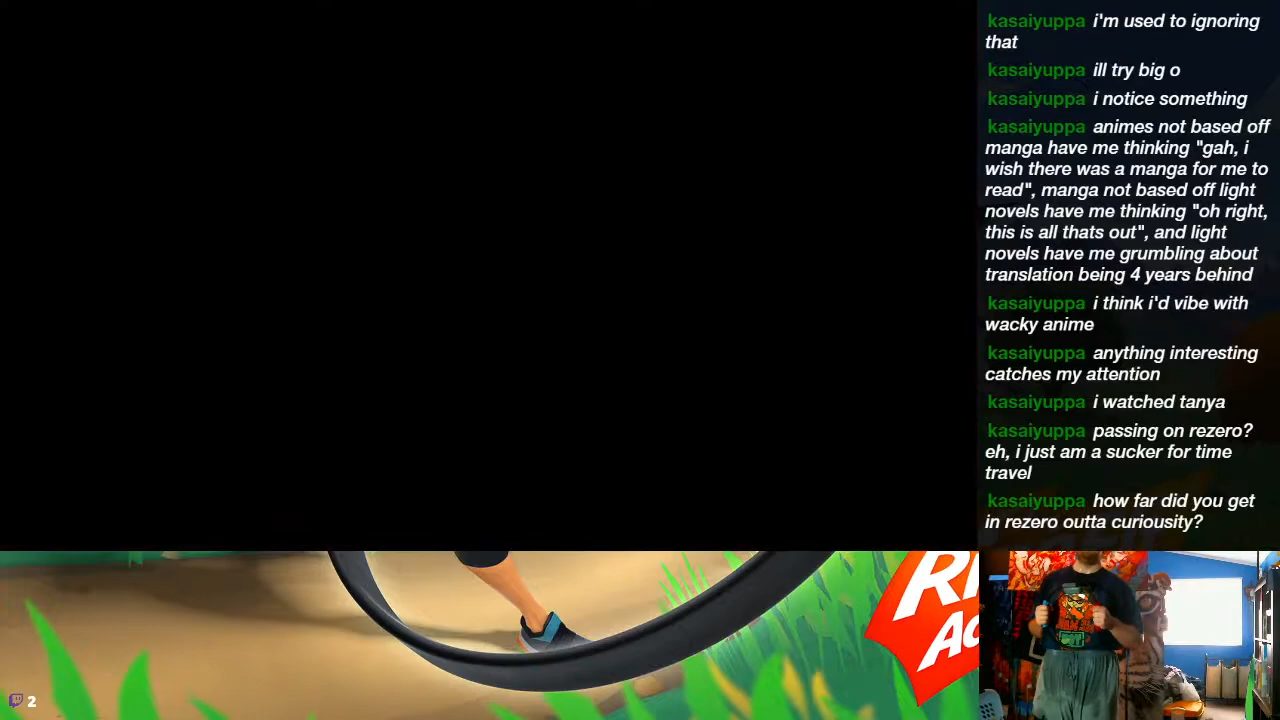 kasaiyuppa i'm used to ignoring
that
kasaiyuppa ill try big o
kasaiyuppa i notice something
kasaiyuppa animes not based off
manga have me thinking "gah, i
wish there was a manga for me to
read", manga not based off light
novels have me thinking "oh right,
this is all thats out", and light
novels have me grumbling about
translation being 4 years behind
kasaiyuppa i think i'd vibe with
wacky anime
kasaiyuppa anything interesting
catches my attention
kasaiyuppa i watched tanya
kasaiyuppa passing on rezero?
eh, i just am a sucker for time
travel
kasaiyuppa how far did you get
in rezero outta curiousity?
2